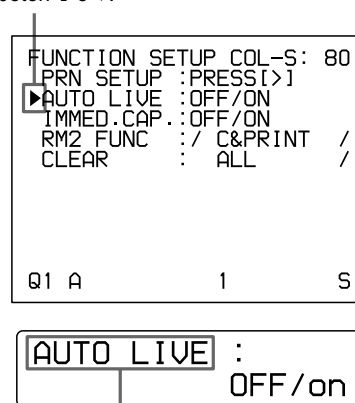 FUNCTION SETUP COL-S: 80
PRN SETUP :PRESS[>]
▶AUTO LIVE :OFF/ON
IMMED.CAP.:OFF/ON
RM2 FUNC :/ C&PRINT /
CLEAR : ALL /
Q1 A 1 S
AUTO LIVE :
OFF/on